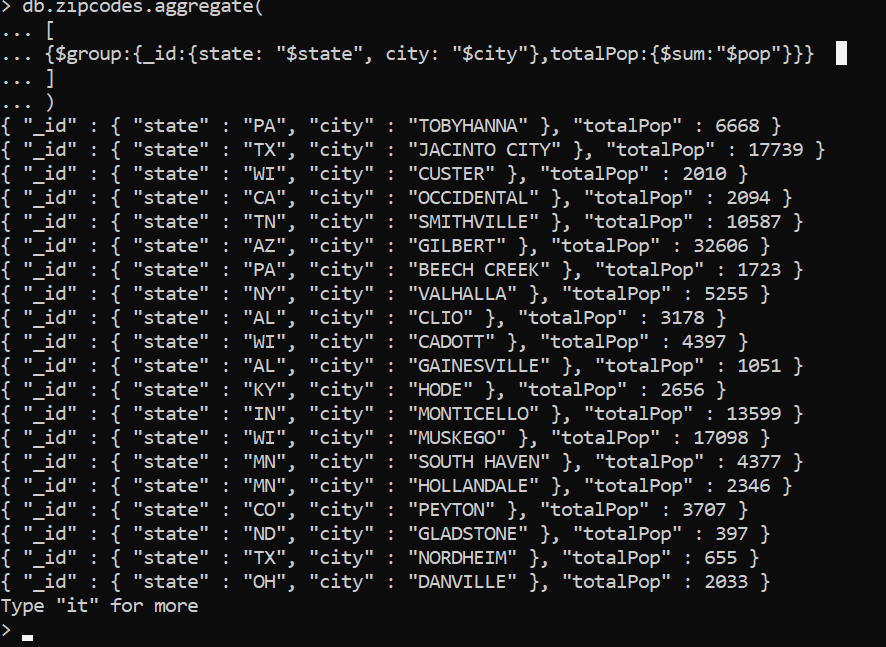 > db.zipcodes.aggregate(
... [
... {$group:{_id:{state: "$state", city: "$city"},totalPop:{$sum:"$pop"}}}
... ]
... )
{ "_id" : { "state" : "PA", "city" : "TOBYHANNA" }, "totalPop" : 6668 }
{ "_id" : { "state" : "TX", "city" : "JACINTO CITY" }, "totalPop" : 17739 }
{ "_id" : { "state" : "WI", "city" : "CUSTER" }, "totalPop" : 2010 }
{ "_id" : { "state" : "CA", "city" : "OCCIDENTAL" }, "totalPop" : 2094 }
{ "_id" : { "state" : "TN", "city" : "SMITHVILLE" }, "totalPop" : 10587 }
{ "_id" : { "state" : "AZ", "city" : "GILBERT" }, "totalPop" : 32606 }
{ "_id" : { "state" : "PA", "city" : "BEECH CREEK" }, "totalPop" : 1723 }
{ "_id" : { "state" : "NY", "city" : "VALHALLA" }, "totalPop" : 5255 }
{ "_id" : { "state" : "AL", "city" : "CLIO" }, "totalPop" : 3178 }
{ "_id" : { "state" : "WI", "city" : "CADOTT" }, "totalPop" : 4397 }
{ "_id" : { "state" : "AL", "city" : "GAINESVILLE" }, "totalPop" : 1051 }
{ "_id" : { "state" : "KY", "city" : "HODE" }, "totalPop" : 2656 }
{ "_id" : { "state" : "IN", "city" : "MONTICELLO" }, "totalPop" : 13599 }
{ "_id" : { "state" : "WI", "city" : "MUSKEGO" }, "totalPop" : 17098 }
{ "_id" : { "state" : "MN", "city" : "SOUTH HAVEN" }, "totalPop" : 4377 }
{ "_id" : { "state" : "MN", "city" : "HOLLANDALE" }, "totalPop" : 2346 }
{ "_id" : { "state" : "CO", "city" : "PEYTON" }, "totalPop" : 3707 }
{ "_id" : { "state" : "ND", "city" : "GLADSTONE" }, "totalPop" : 397 }
{ "_id" : { "state" : "TX", "city" : "NORDHEIM" }, "totalPop" : 655 }
{ "_id" : { "state" : "OH", "city" : "DANVILLE" }, "totalPop" : 2033 }
Type "it" for more
>